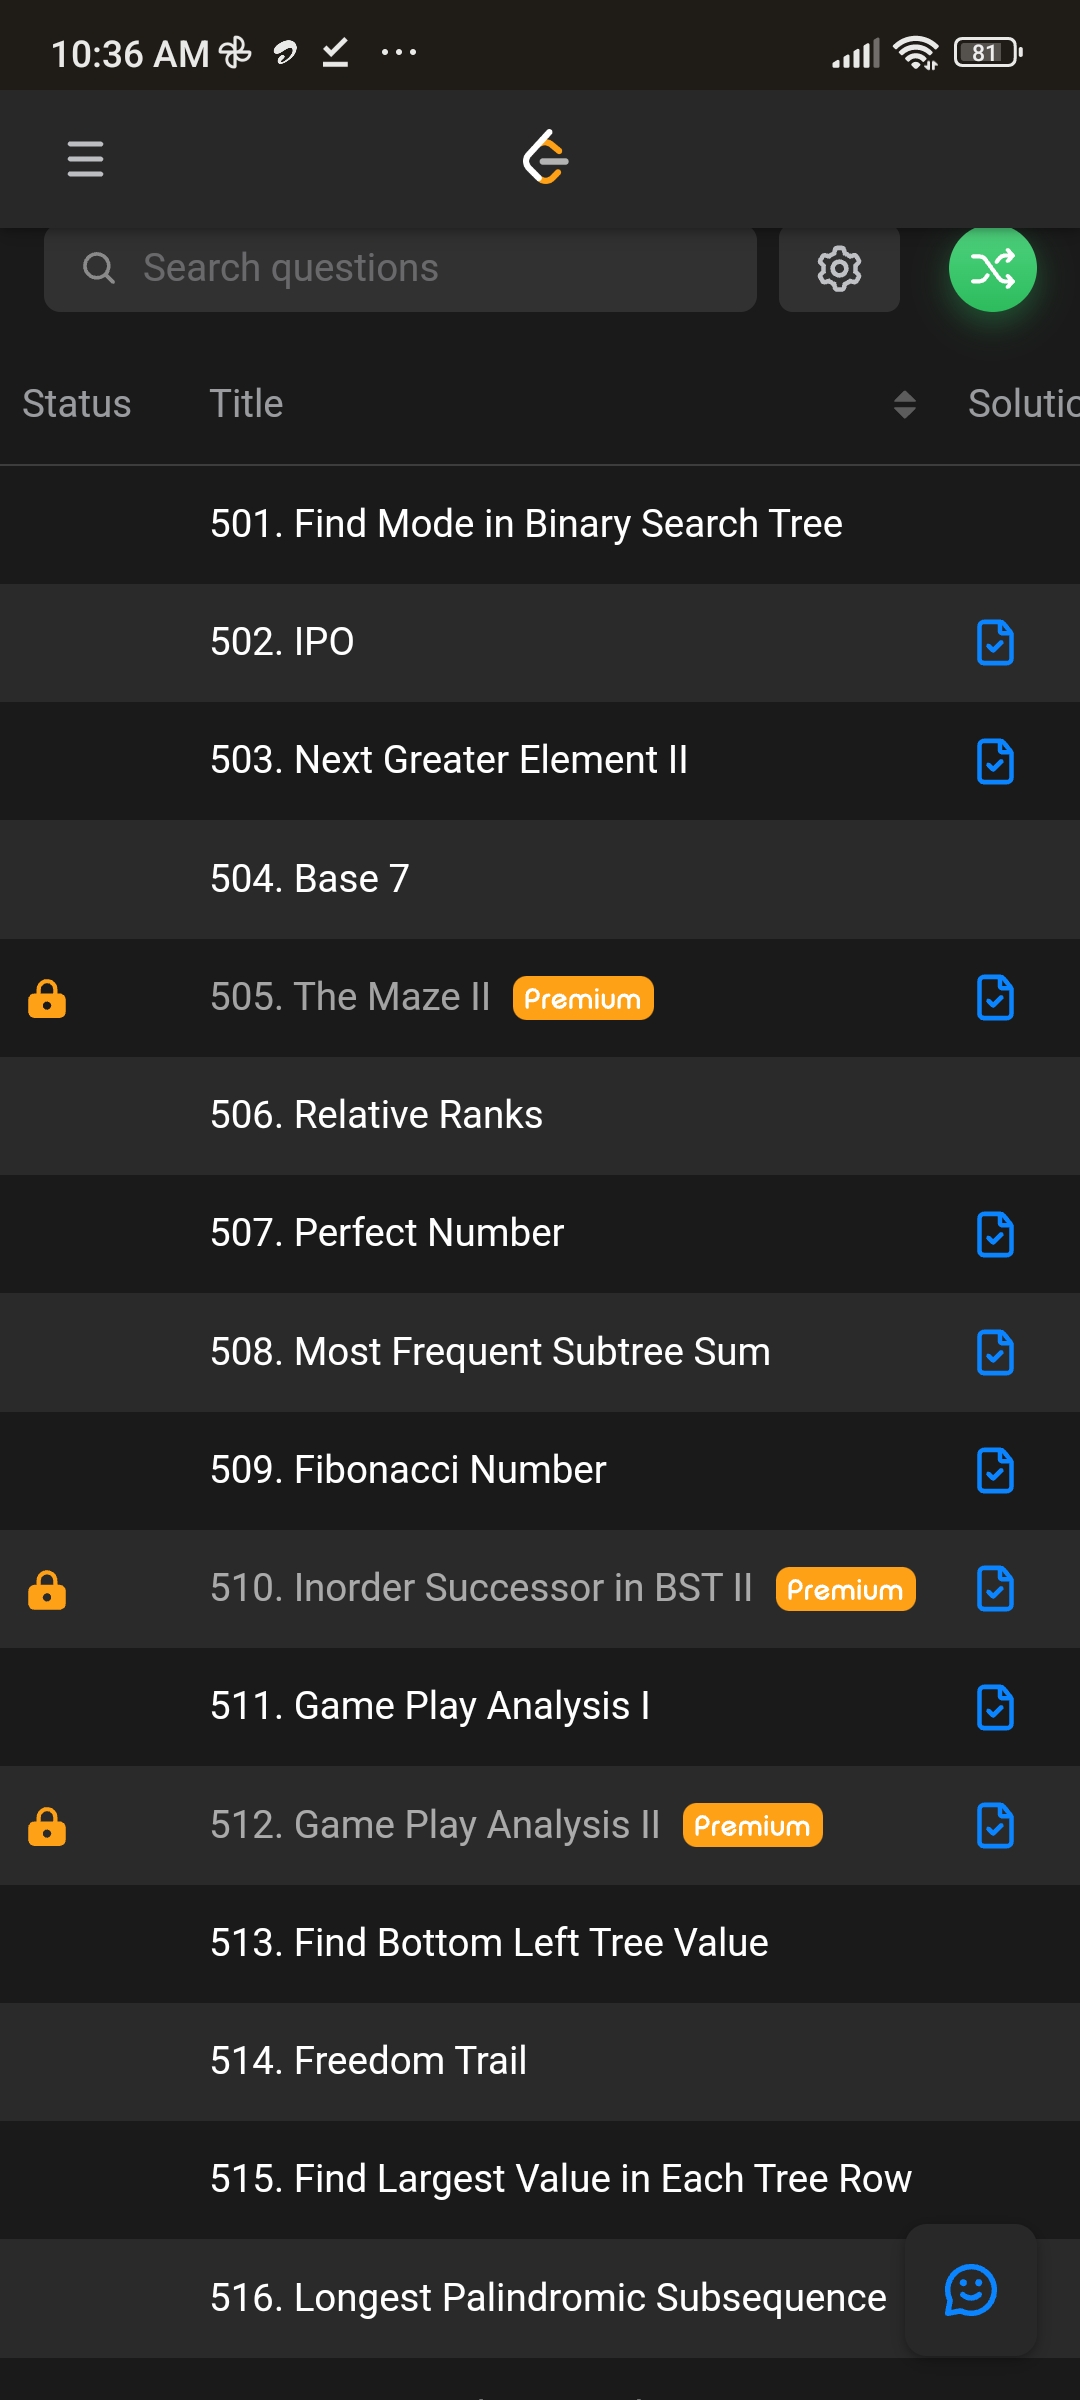 10:36 AM
81
Search questions
Status Title Solutic
501. Find Mode in Binary Search Tree
502. IPO
503. Next Greater Element II
504. Base 7
505. The Maze II Premium
506. Relative Ranks
507. Perfect Number
508. Most Frequent Subtree Sum
509. Fibonacci Number
510. Inorder Successor in BST II Premium
511. Game Play Analysis I
512. Game Play Analysis II Premium
513. Find Bottom Left Tree Value
514. Freedom Trail
515. Find Largest Value in Each Tree Row
516. Longest Palindromic Subsequence